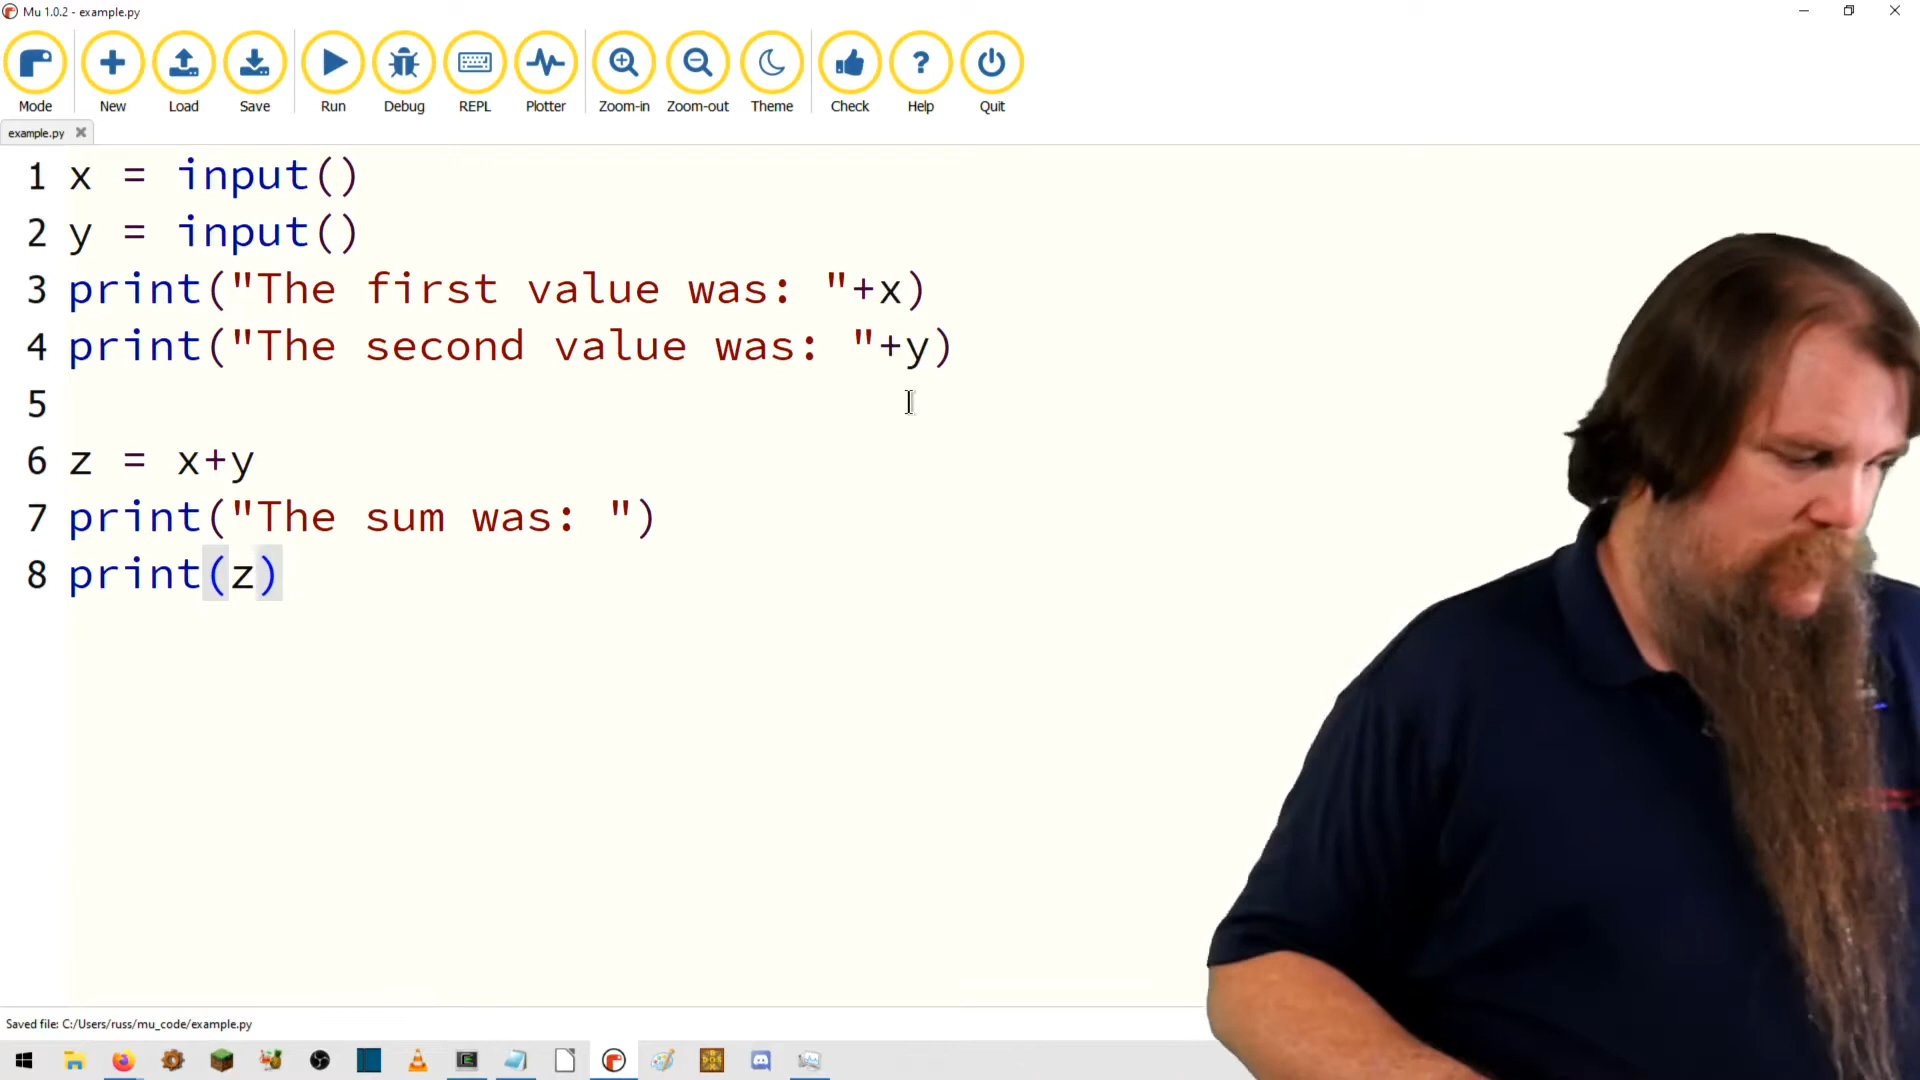 Mu 1.0.2 - example.py
Mode New Load Save Run Debug REPL Plotter Zoom-in Zoom-out Theme Check Help Quit
example.py
1 x = input()
2 y = input()
3 print("The first value was: "+x)
4 print("The second value was: "+y)
5
6 z = x+y
7 print("The sum was: ")
8 print(z)
Saved file: C:/Users/russ/mu_code/example.py